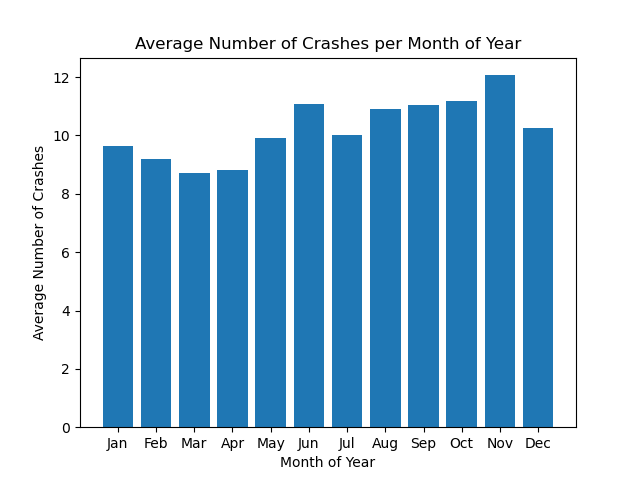 Average Number of Crashes per Month of Year
Average Number of Crashes
12
10
8
6
4
2
0
Jan Feb Mar Apr May Jun Jul Aug Sep Oct Nov Dec
Month of Year